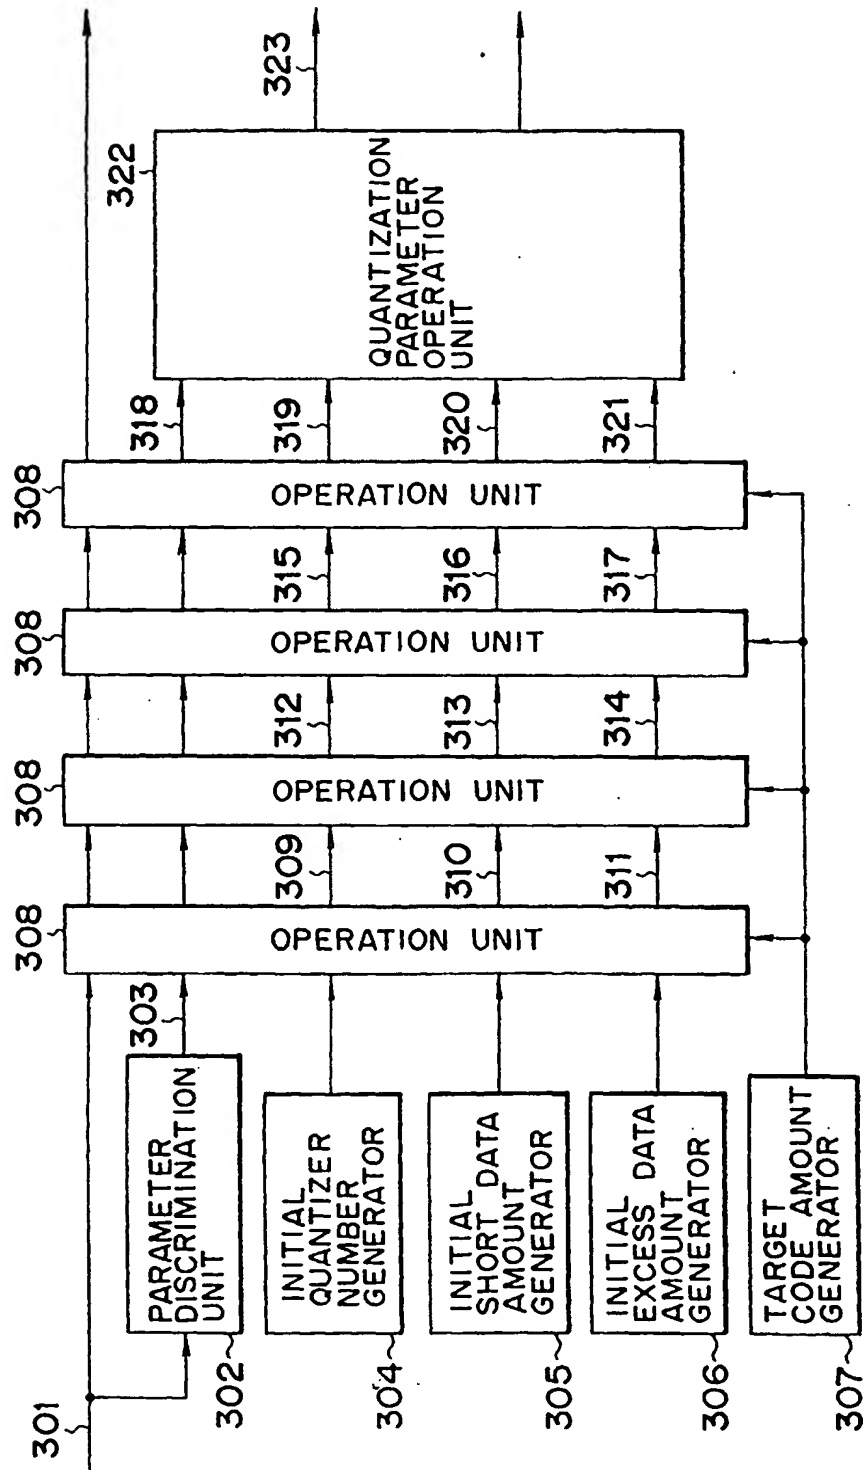 301
302
PARAMETER
DISCRIMINATION
UNIT
303
304
INITIAL
QUANTIZER
NUMBER
GENERATOR
305
INITIAL
SHORT DATA
AMOUNT
GENERATOR
306
INITIAL
EXCESS DATA
AMOUNT
GENERATOR
307
TARGET
CODE AMOUNT
GENERATOR
308
OPERATION UNIT
309
310
311
308
OPERATION UNIT
312
313
314
308
OPERATION UNIT
315
316
317
308
OPERATION UNIT
318
319
320
321
322
QUANTIZATION
PARAMETER
OPERATION
UNIT
323